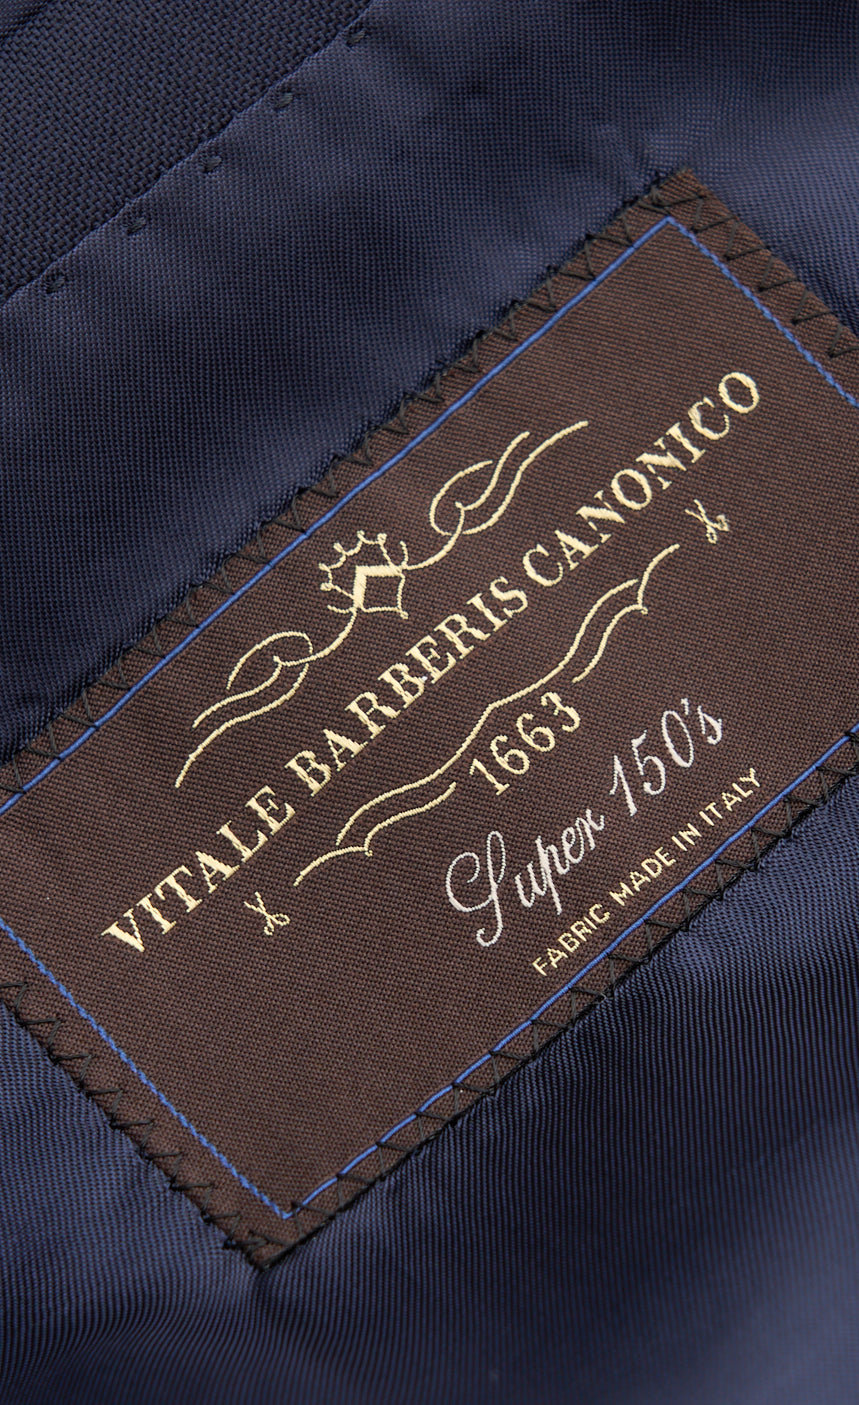 VITALE BARBERIS CANONICO
1663
Super 150's
FABRIC MADE IN ITALY